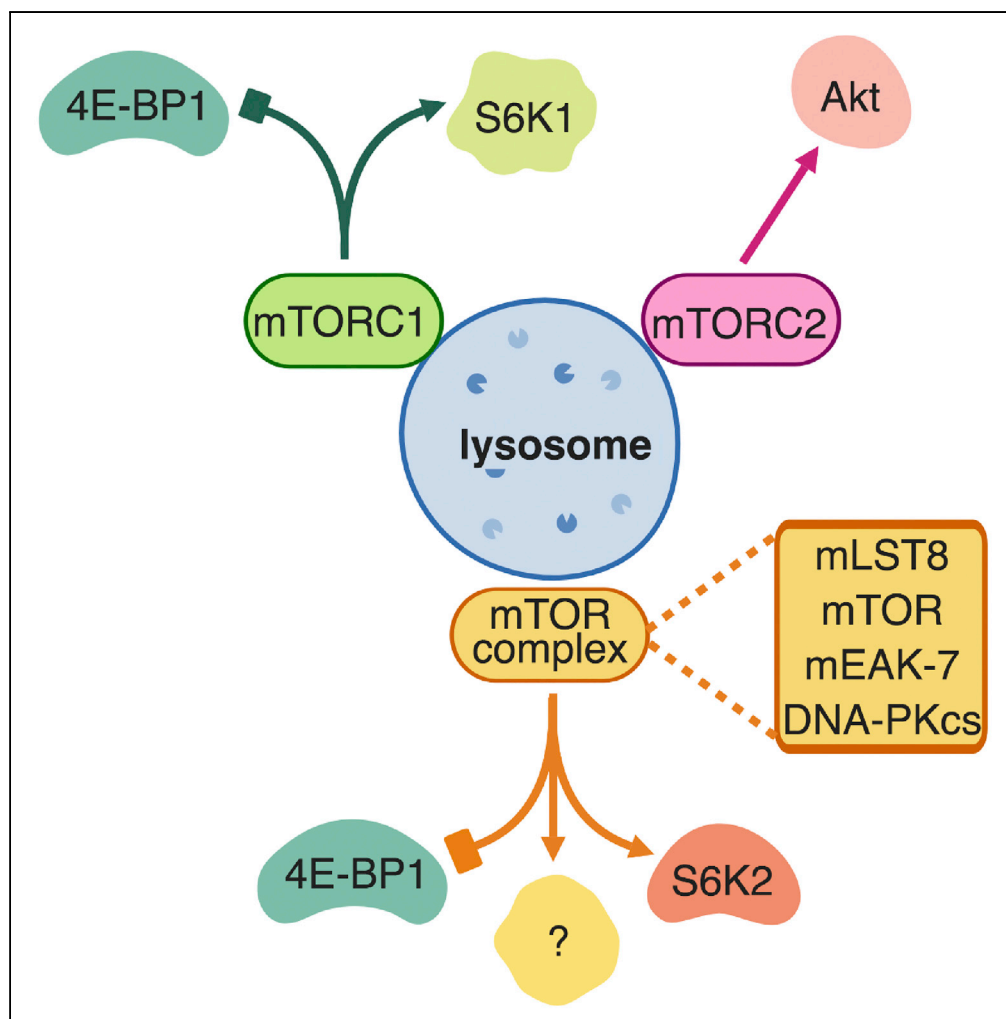 4E-BP1
S6K1
Akt
mTORC1
mTORC2
lysosome
mTOR
complex
mLST8
mTOR
mEAK-7
DNA-PKcs
4E-BP1
?
S6K2